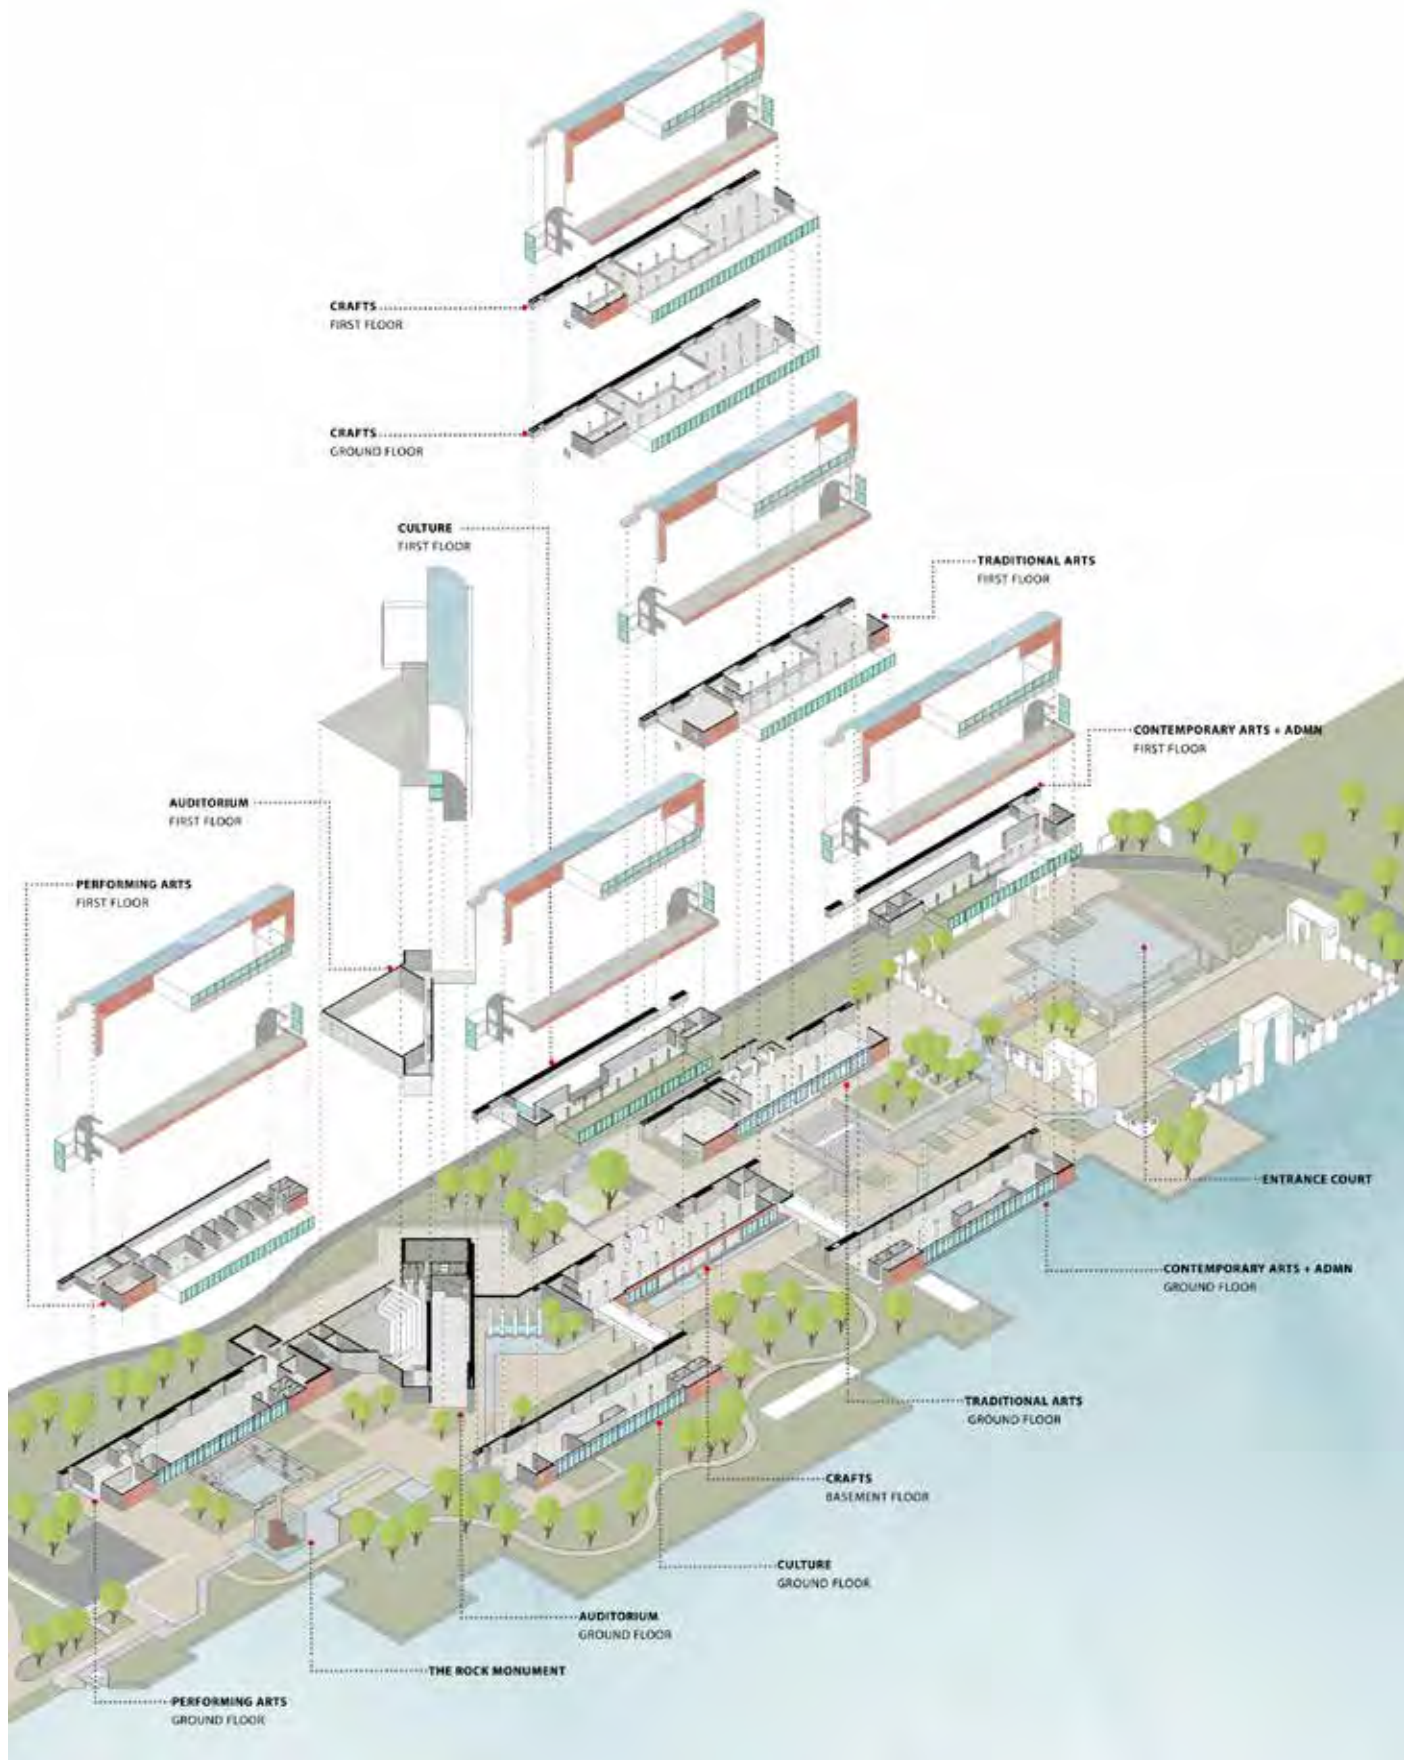 CRAFTS
FIRST FLOOR
CRAFTS
GROUND FLOOR
CULTURE
FIRST FLOOR
TRADITIONAL ARTS
FIRST FLOOR
CONTEMPORARY ARTS + ADMN
FIRST FLOOR
AUDITORIUM
FIRST FLOOR
PERFORMING ARTS
FIRST FLOOR
ENTRANCE COURT
CONTEMPORARY ARTS + ADMN
GROUND FLOOR
TRADITIONAL ARTS
GROUND FLOOR
CRAFTS
BASEMENT FLOOR
CULTURE
GROUND FLOOR
AUDITORIUM
GROUND FLOOR
THE ROCK MONUMENT
PERFORMING ARTS
GROUND FLOOR